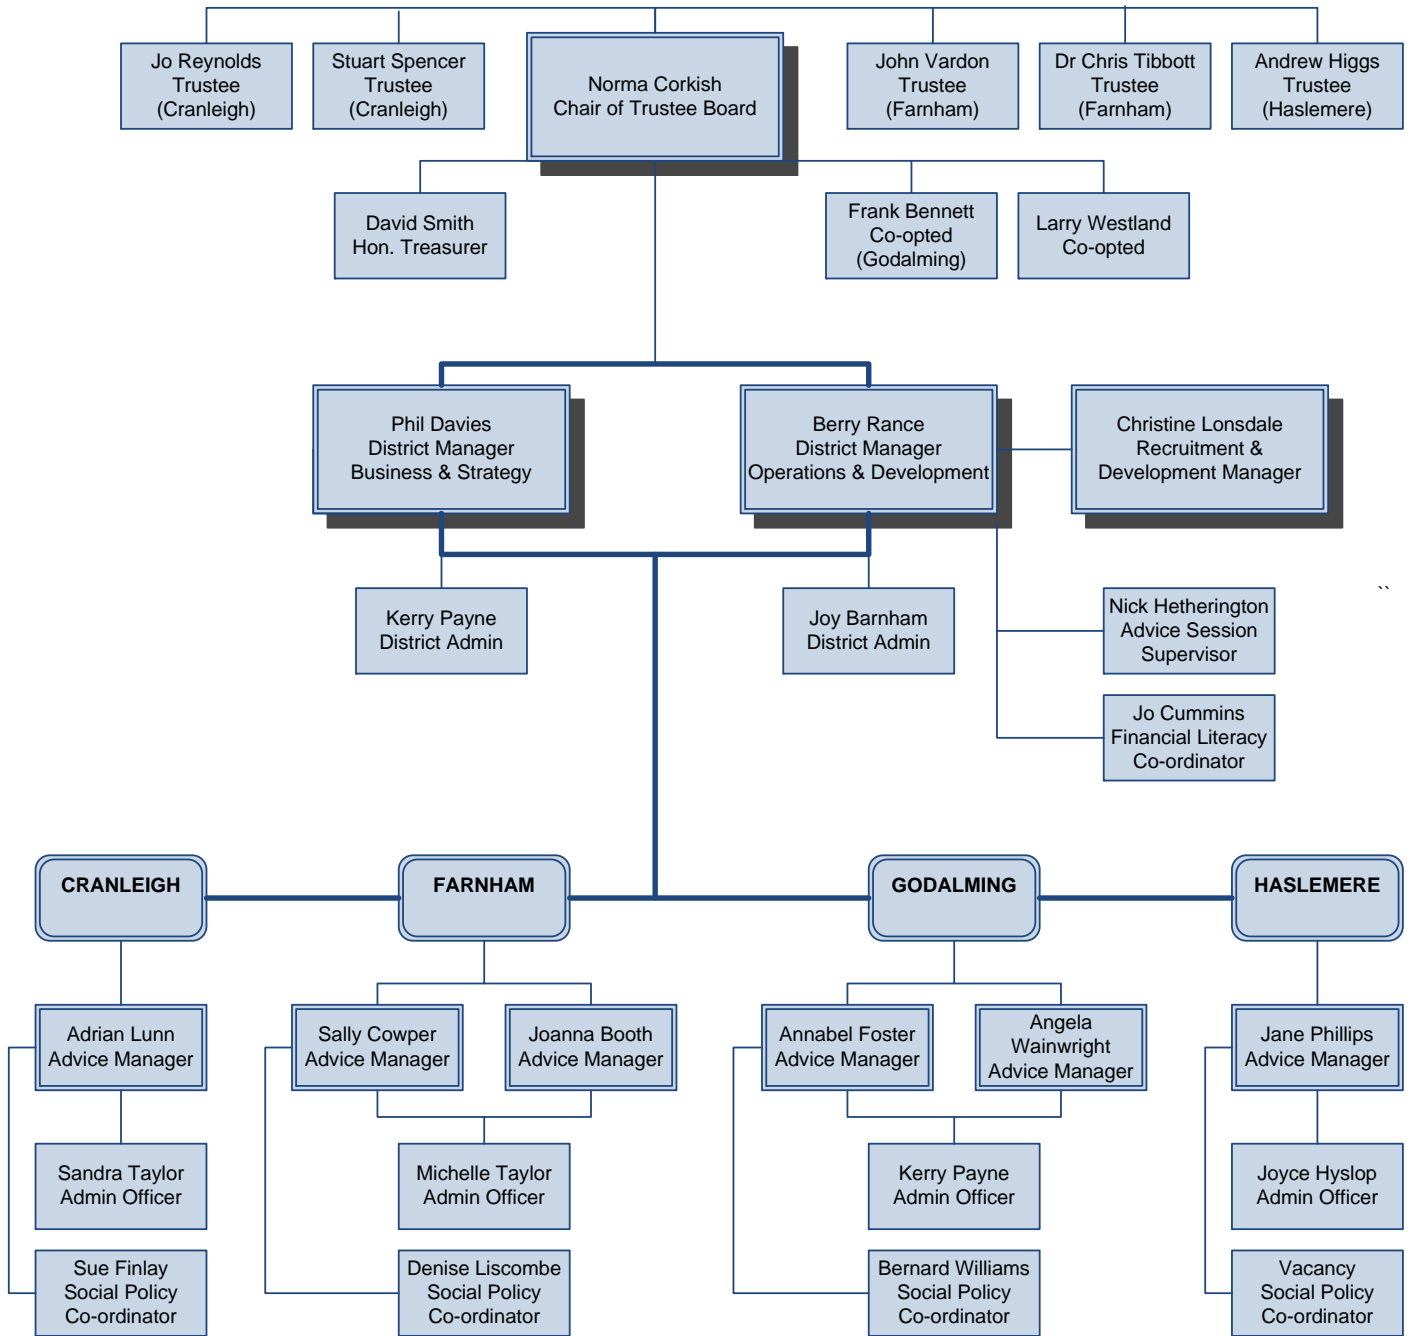 Jo Reynolds
Trustee
(Cranleigh)
Stuart Spencer
Trustee
(Cranleigh)
Norma Corkish
Chair of Trustee Board
John Vardon
Trustee
(Farnham)
Dr Chris Tibbott
Trustee
(Farnham)
Andrew Higgs
Trustee
(Haslemere)
David Smith
Hon. Treasurer
Frank Bennett
Co-opted
(Godalming)
Larry Westland
Co-opted
Phil Davies
District Manager
Business & Strategy
Berry Rance
District Manager
Operations & Development
Christine Lonsdale
Recruitment &
Development Manager
Kerry Payne
District Admin
Joy Barnham
District Admin
Nick Hetherington
Advice Session
Supervisor
``
Jo Cummins
Financial Literacy
Co-ordinator
CRANLEIGH
FARNHAM
GODALMING
HASLEMERE
Adrian Lunn
Advice Manager
Sally Cowper
Advice Manager
Joanna Booth
Advice Manager
Annabel Foster
Advice Manager
Angela
Wainwright
Advice Manager
Jane Phillips
Advice Manager
Sandra Taylor
Admin Officer
Michelle Taylor
Admin Officer
Kerry Payne
Admin Officer
Joyce Hyslop
Admin Officer
Sue Finlay
Social Policy
Co-ordinator
Denise Liscombe
Social Policy
Co-ordinator
Bernard Williams
Social Policy
Co-ordinator
Vacancy
Social Policy
Co-ordinator